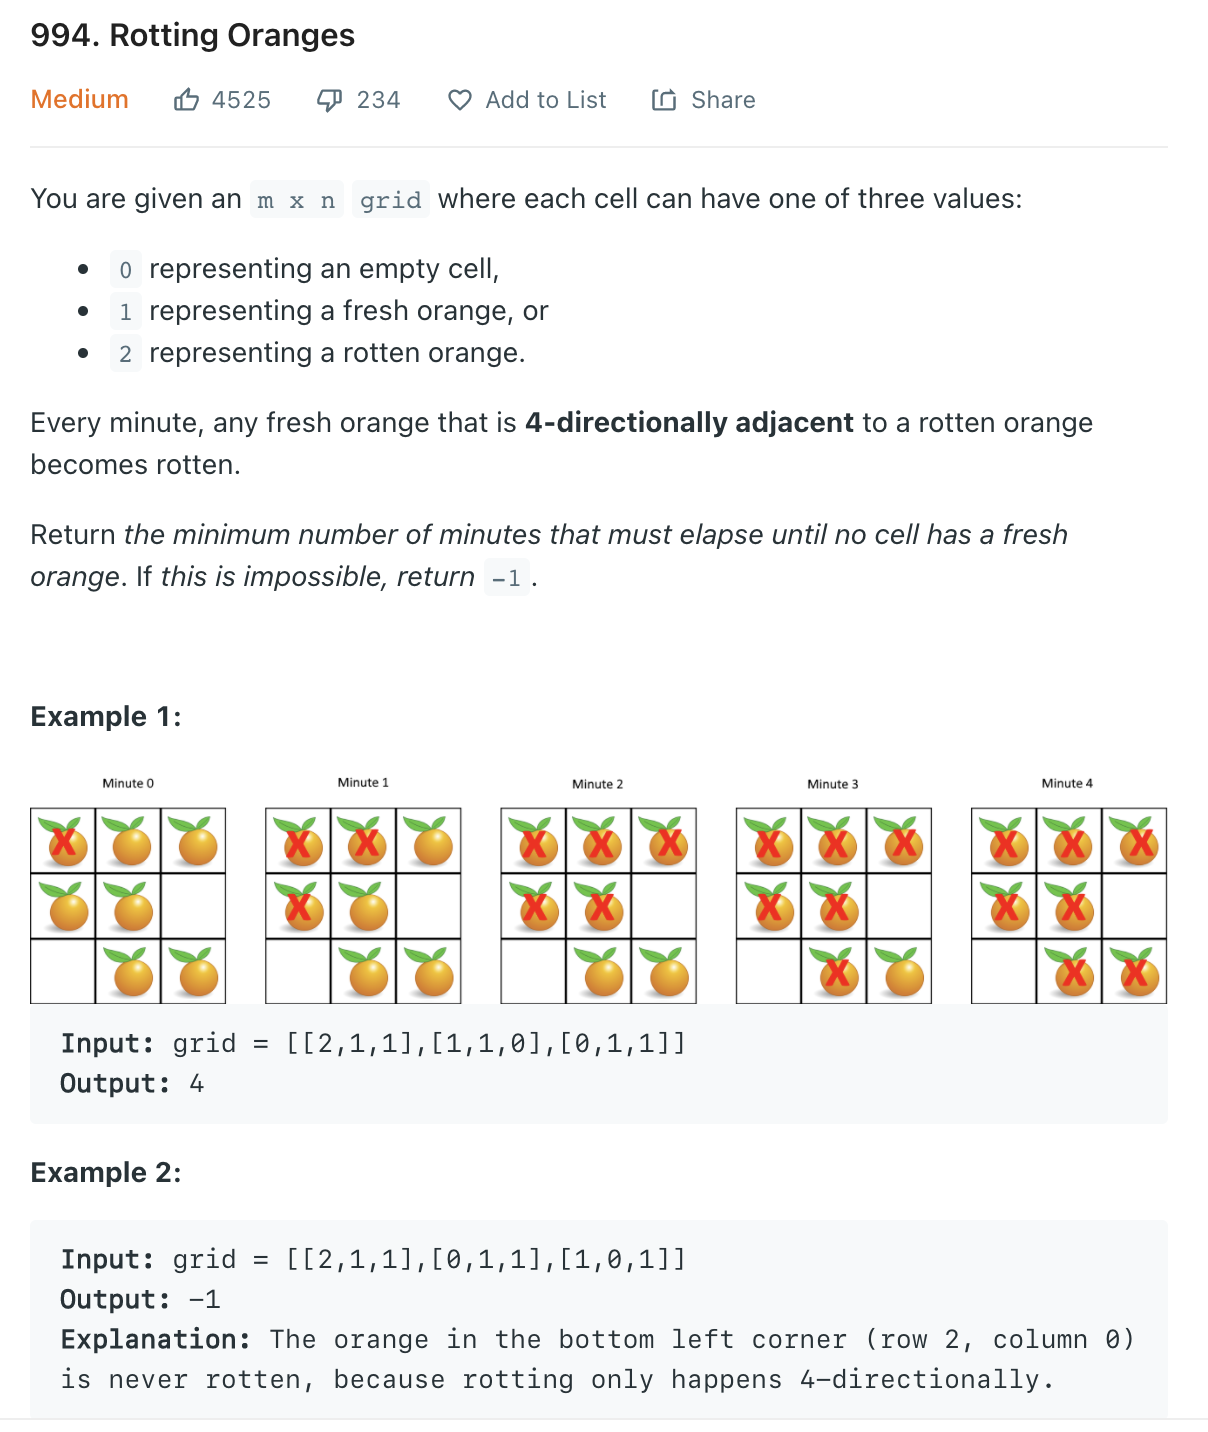 994. Rotting Oranges
Medium 4525 234 Add to List Share
You are given an m x n grid where each cell can have one of three values:
• 0 representing an empty cell,
• 1 representing a fresh orange, or
• 2 representing a rotten orange.
Every minute, any fresh orange that is 4-directionally adjacent to a rotten orange
becomes rotten.
Return the minimum number of minutes that must elapse until no cell has a fresh
orange. If this is impossible, return -1.
Example 1:
Minute 0 Minute 1 Minute 2 Minute 3 Minute 4
X X X X X X X X X X X
X X X X X X X
X X X
Input: grid = [[2,1,1],[1,1,0],[0,1,1]]
Output: 4
Example 2:
Input: grid = [[2,1,1],[0,1,1],[1,0,1]]
Output: -1
Explanation: The orange in the bottom left corner (row 2, column 0)
is never rotten, because rotting only happens 4-directionally.